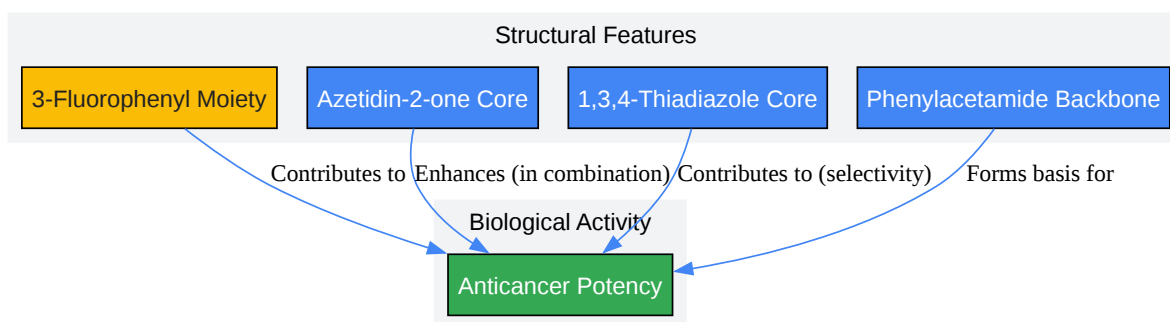 Structural Features
3-Fluorophenyl Moiety
Azetidin-2-one Core
1,3,4-Thiadiazole Core
Phenylacetamide Backbone
Contributes to
Enhances (in combination)
Contributes to (selectivity)
Forms basis for
Biological Activity
Anticancer Potency